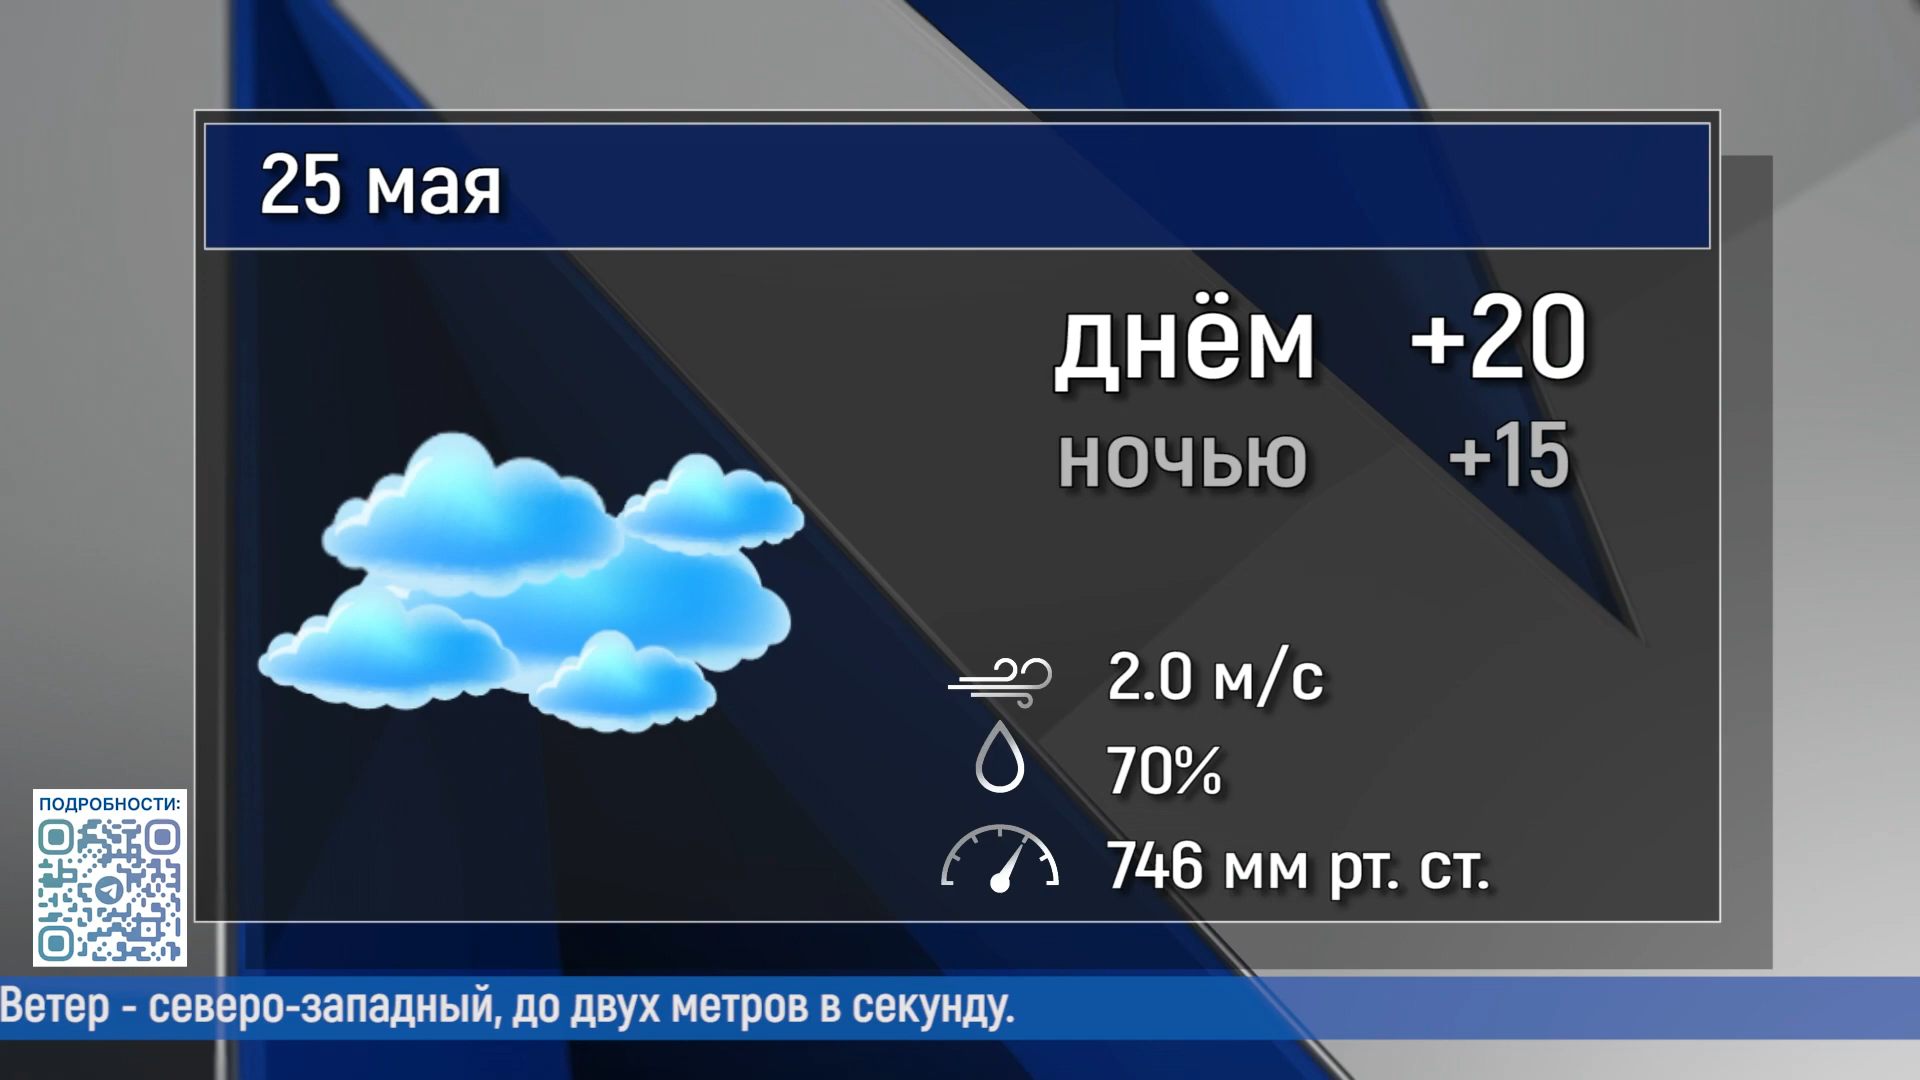 25 мая
днём +20
ночью +15
2.0 м/с
70%
746 мм рт. ст.
ПОДРОБНОСТИ:
Ветер - северо-западный, до двух метров в секунду.